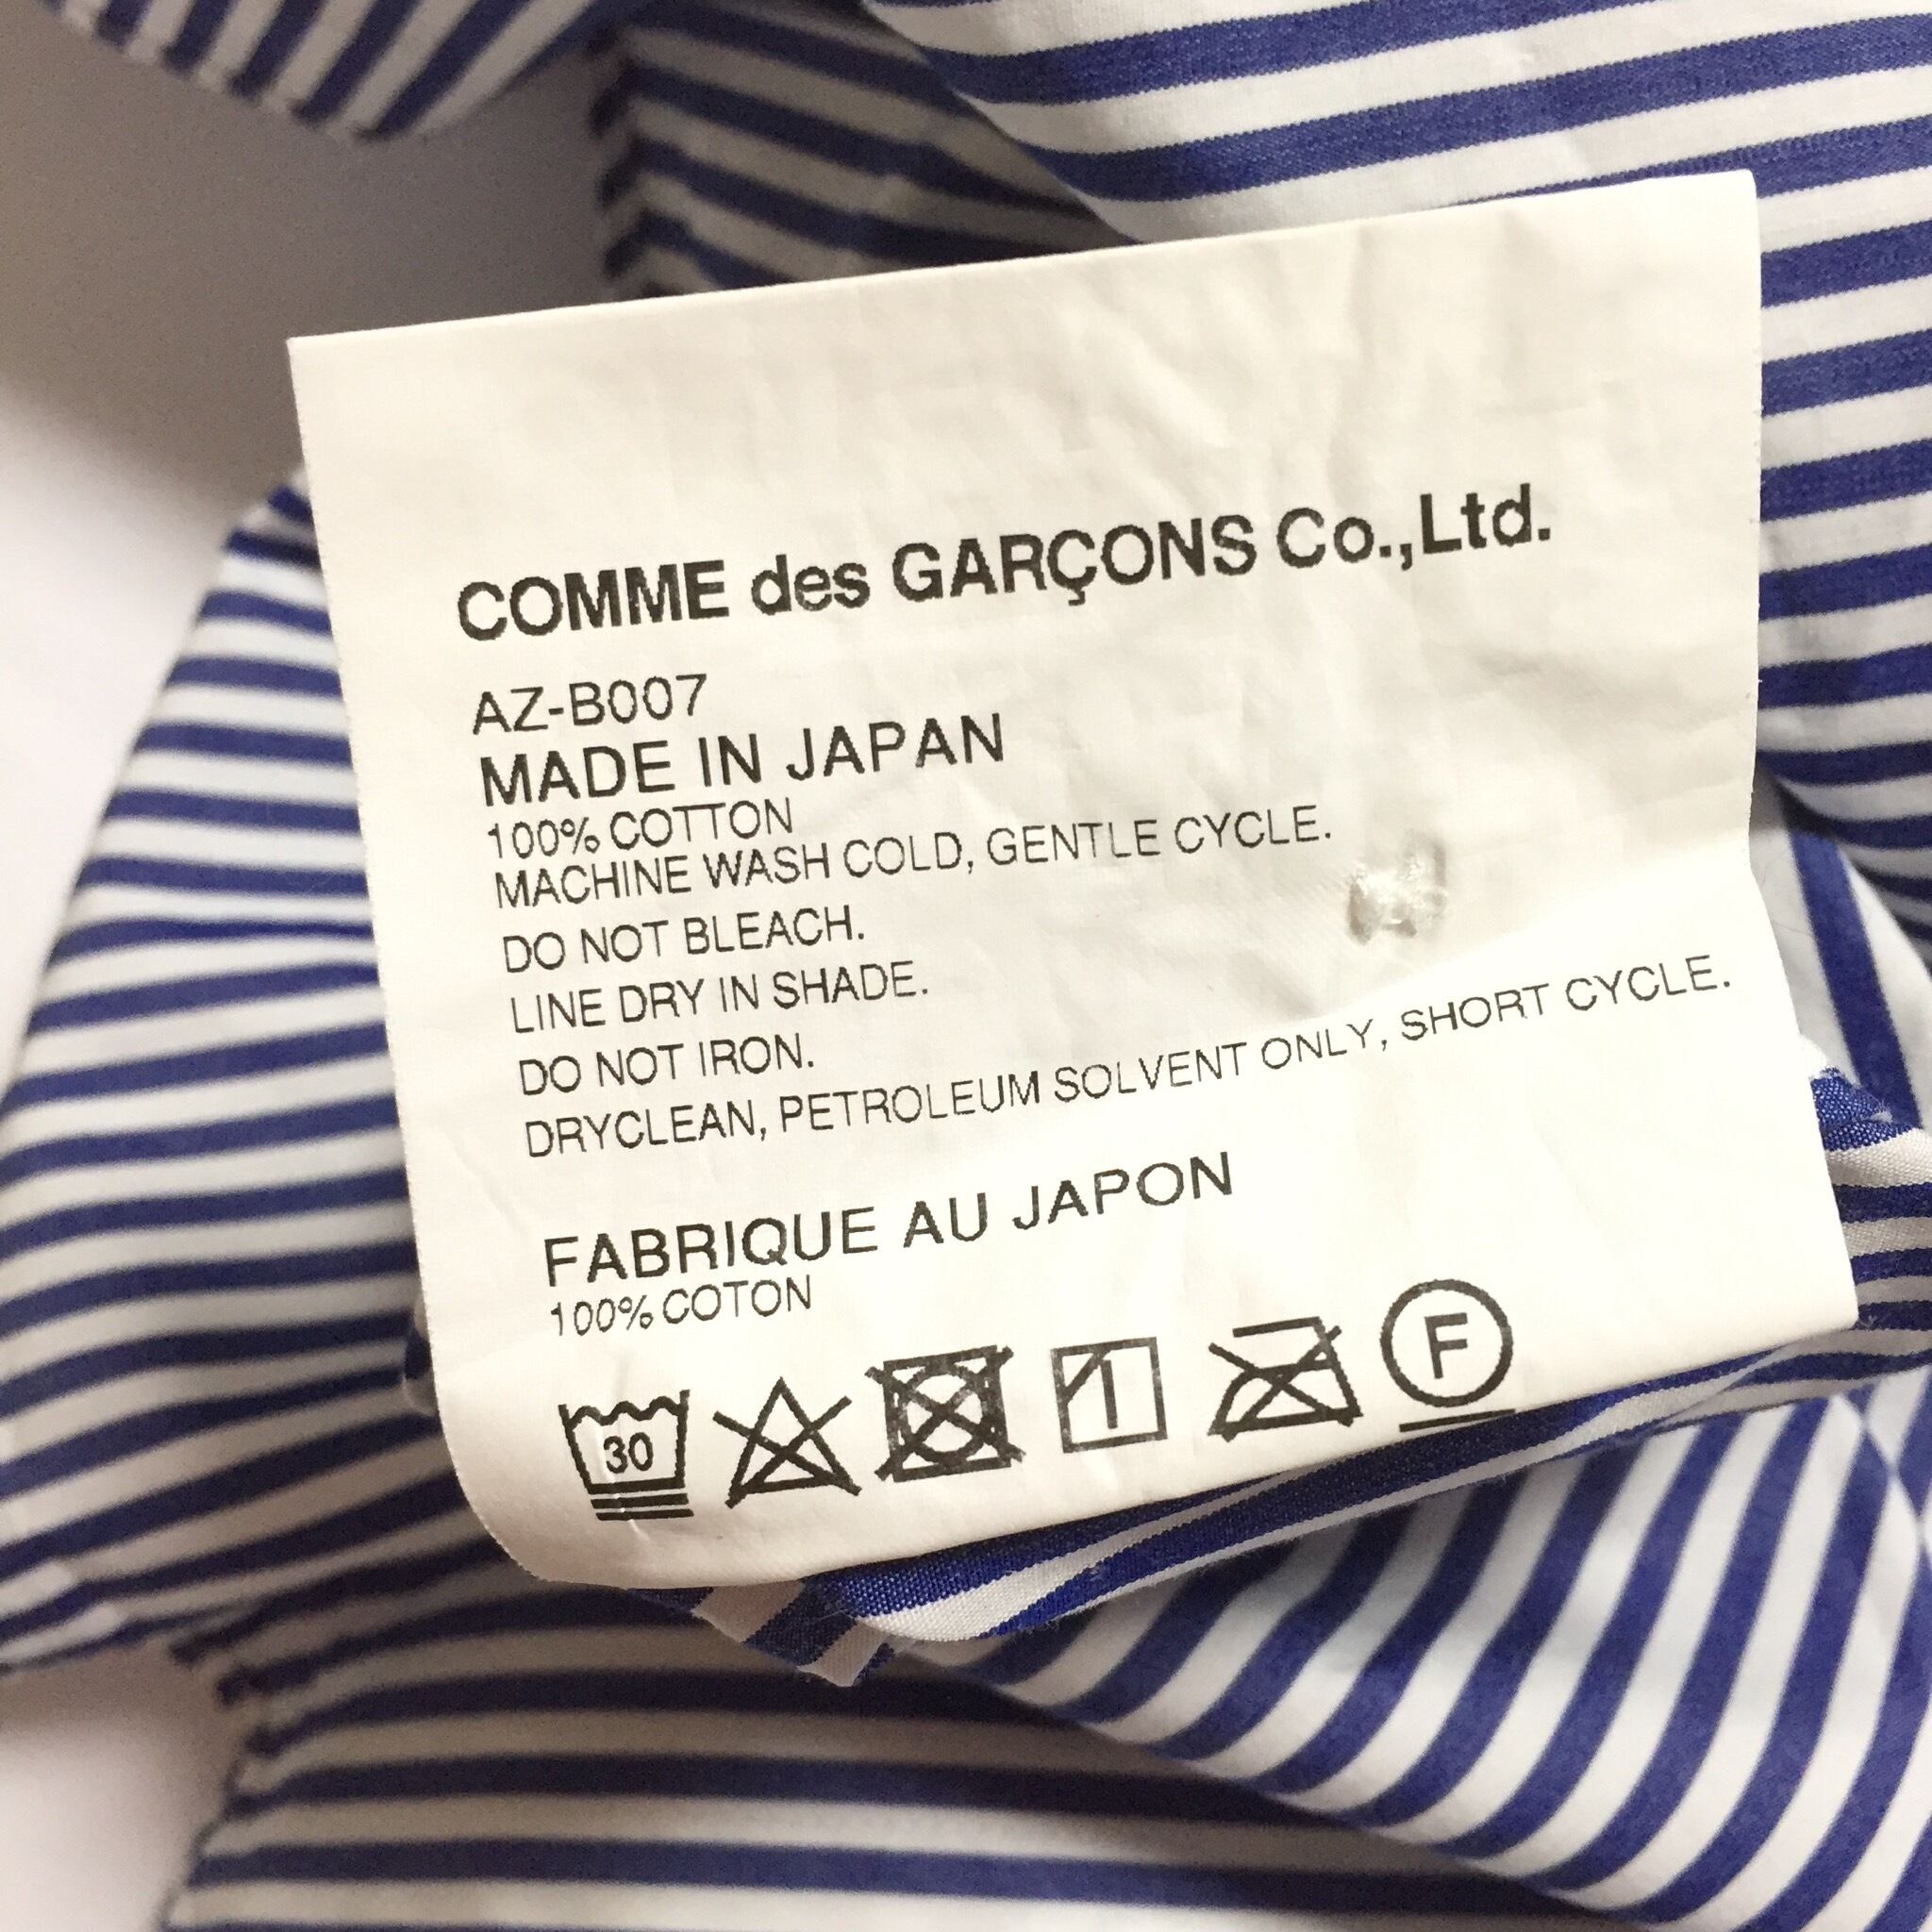 COMME des GARÇONS Co.,Ltd.
AZ-B007
MADE IN JAPAN
100% COTTON
MACHINE WASH COLD, GENTLE CYCLE.
DO NOT BLEACH.
LINE DRY IN SHADE.
DO NOT IRON.
DRYCLEAN, PETROLEUM SOLVENT ONLY, SHORT CYCLE.
FABRIQUE AU JAPON
100% COTON
30 F